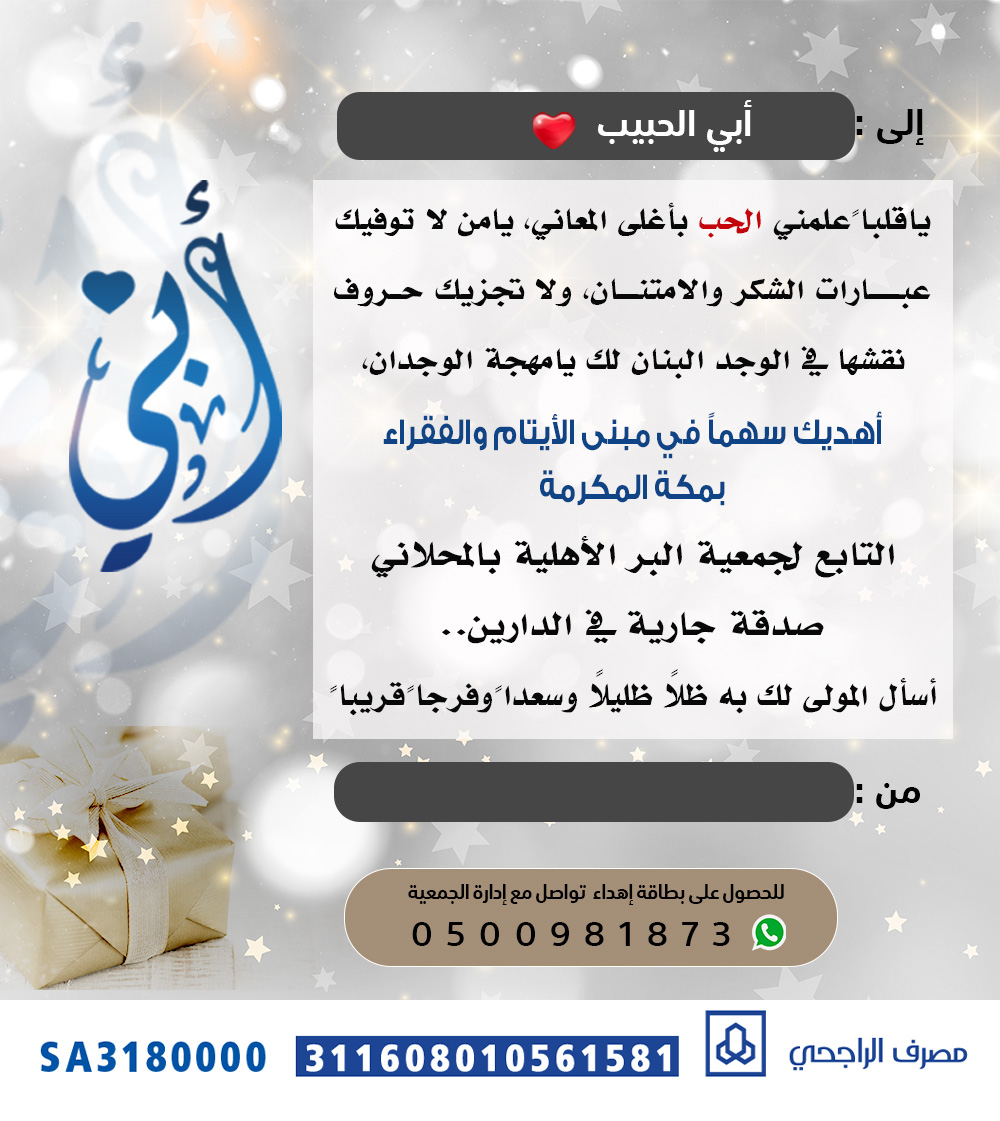 إلى :
أبي الحبيب
ياقلباً علمني الحب بأغلى المعاني، يامن لا توفيك
عبـــارات الشكر والامتنــان، ولا تجزيك حـروف
نقشها في الوجد البنان لك يامهجة الوجدان،
أهديك سهماً في مبنى الأيتام والفقراء
بمكة المكرمة
التابع لجمعية البر الأهلية بالمحلاني
صدقة جارية في الدارين..
أسأل المولى لك به ظلاً ظليلاً وسعداً وفرجاً قريباً
من :
أبي
للحصول على بطاقة إهداء تواصل مع إدارة الجمعية
0500981873
مصرف الراجحي
SA3180000 311608010561581